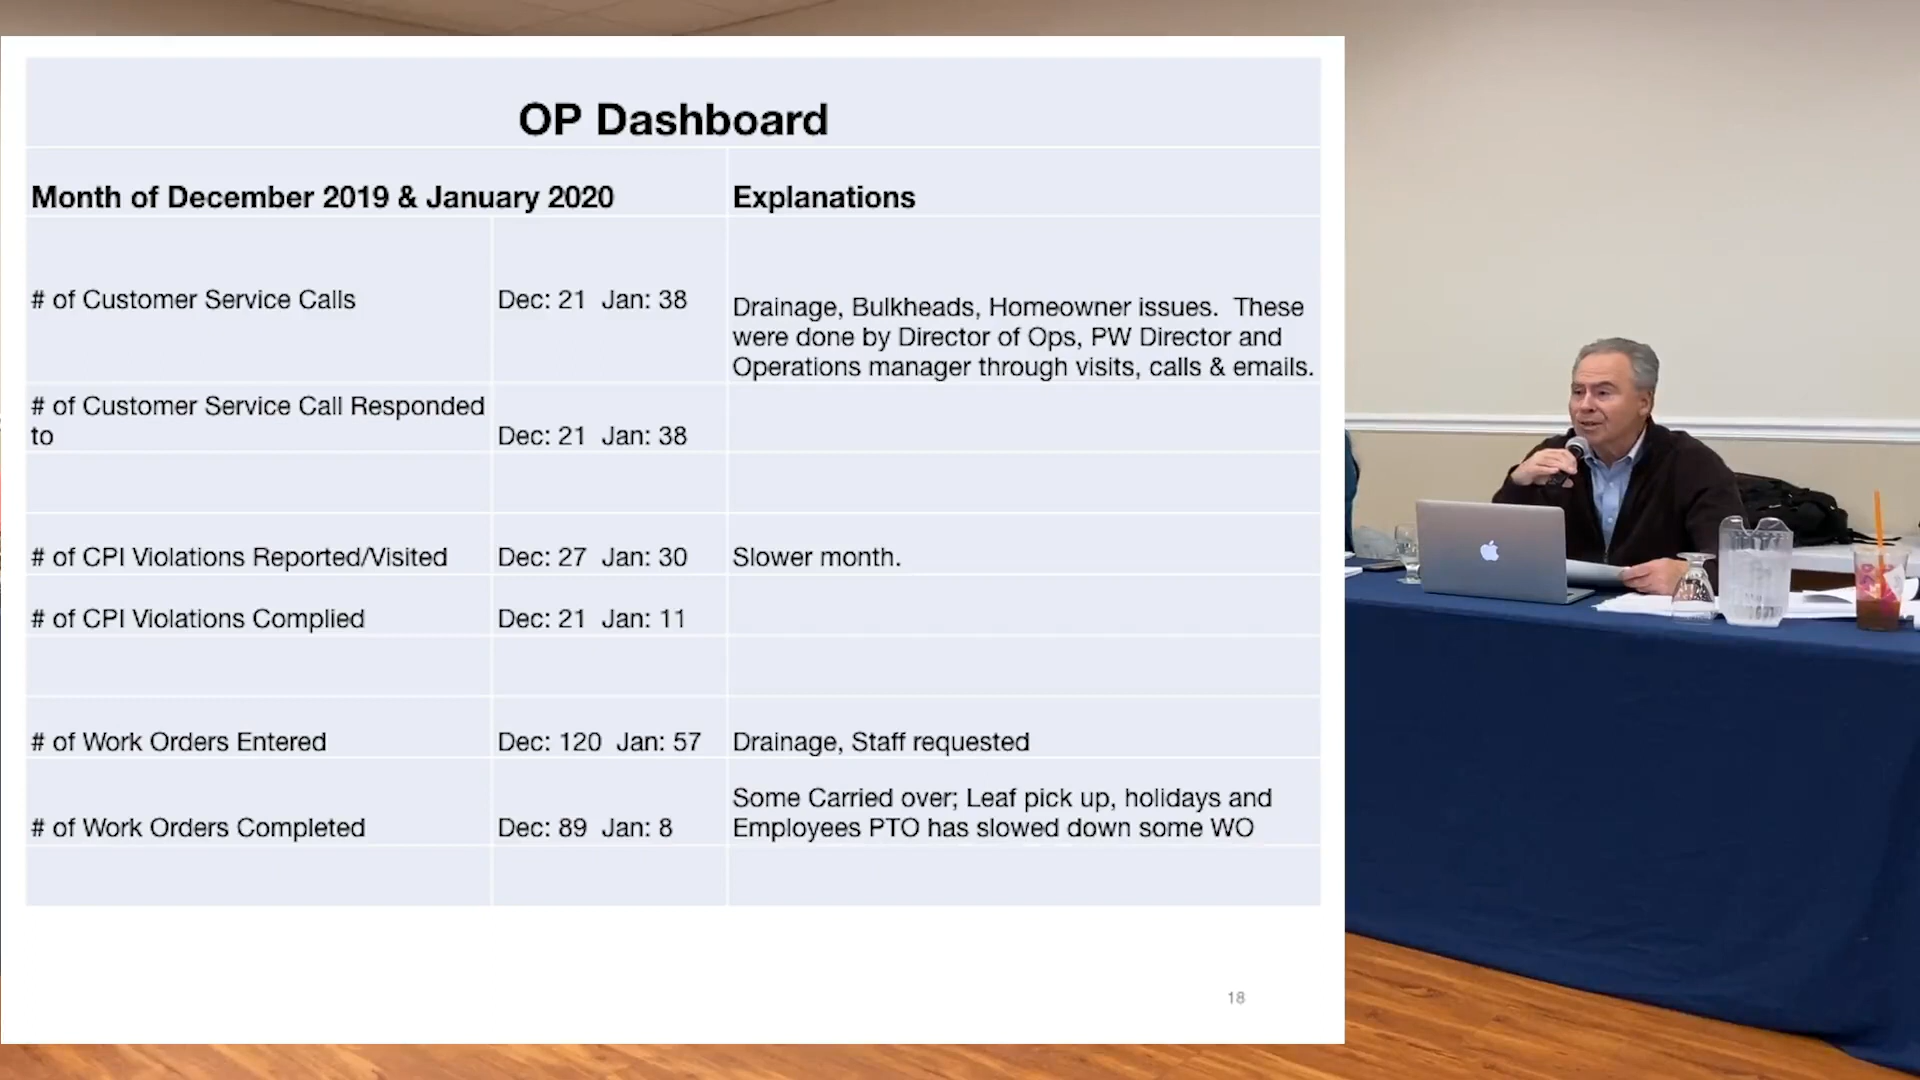 OP Dashboard
Month of December 2019 & January 2020
Explanations
# of Customer Service Calls
Dec: 21 Jan: 38
Drainage, Bulkheads, Homeowner issues. These
were done by Director of Ops, PW Director and
Operations manager through visits, calls & emails.
# of Customer Service Call Responded
to
Dec: 21 Jan: 38
# of CPI Violations Reported/Visited
Dec: 27 Jan: 30
Slower month.
# of CPI Violations Complied
Dec: 21 Jan: 11
# of Work Orders Entered
Dec: 120 Jan: 57
Drainage, Staff requested
# of Work Orders Completed
Dec: 89 Jan: 8
Some Carried over; Leaf pick up, holidays and
Employees PTO has slowed down some WO
18